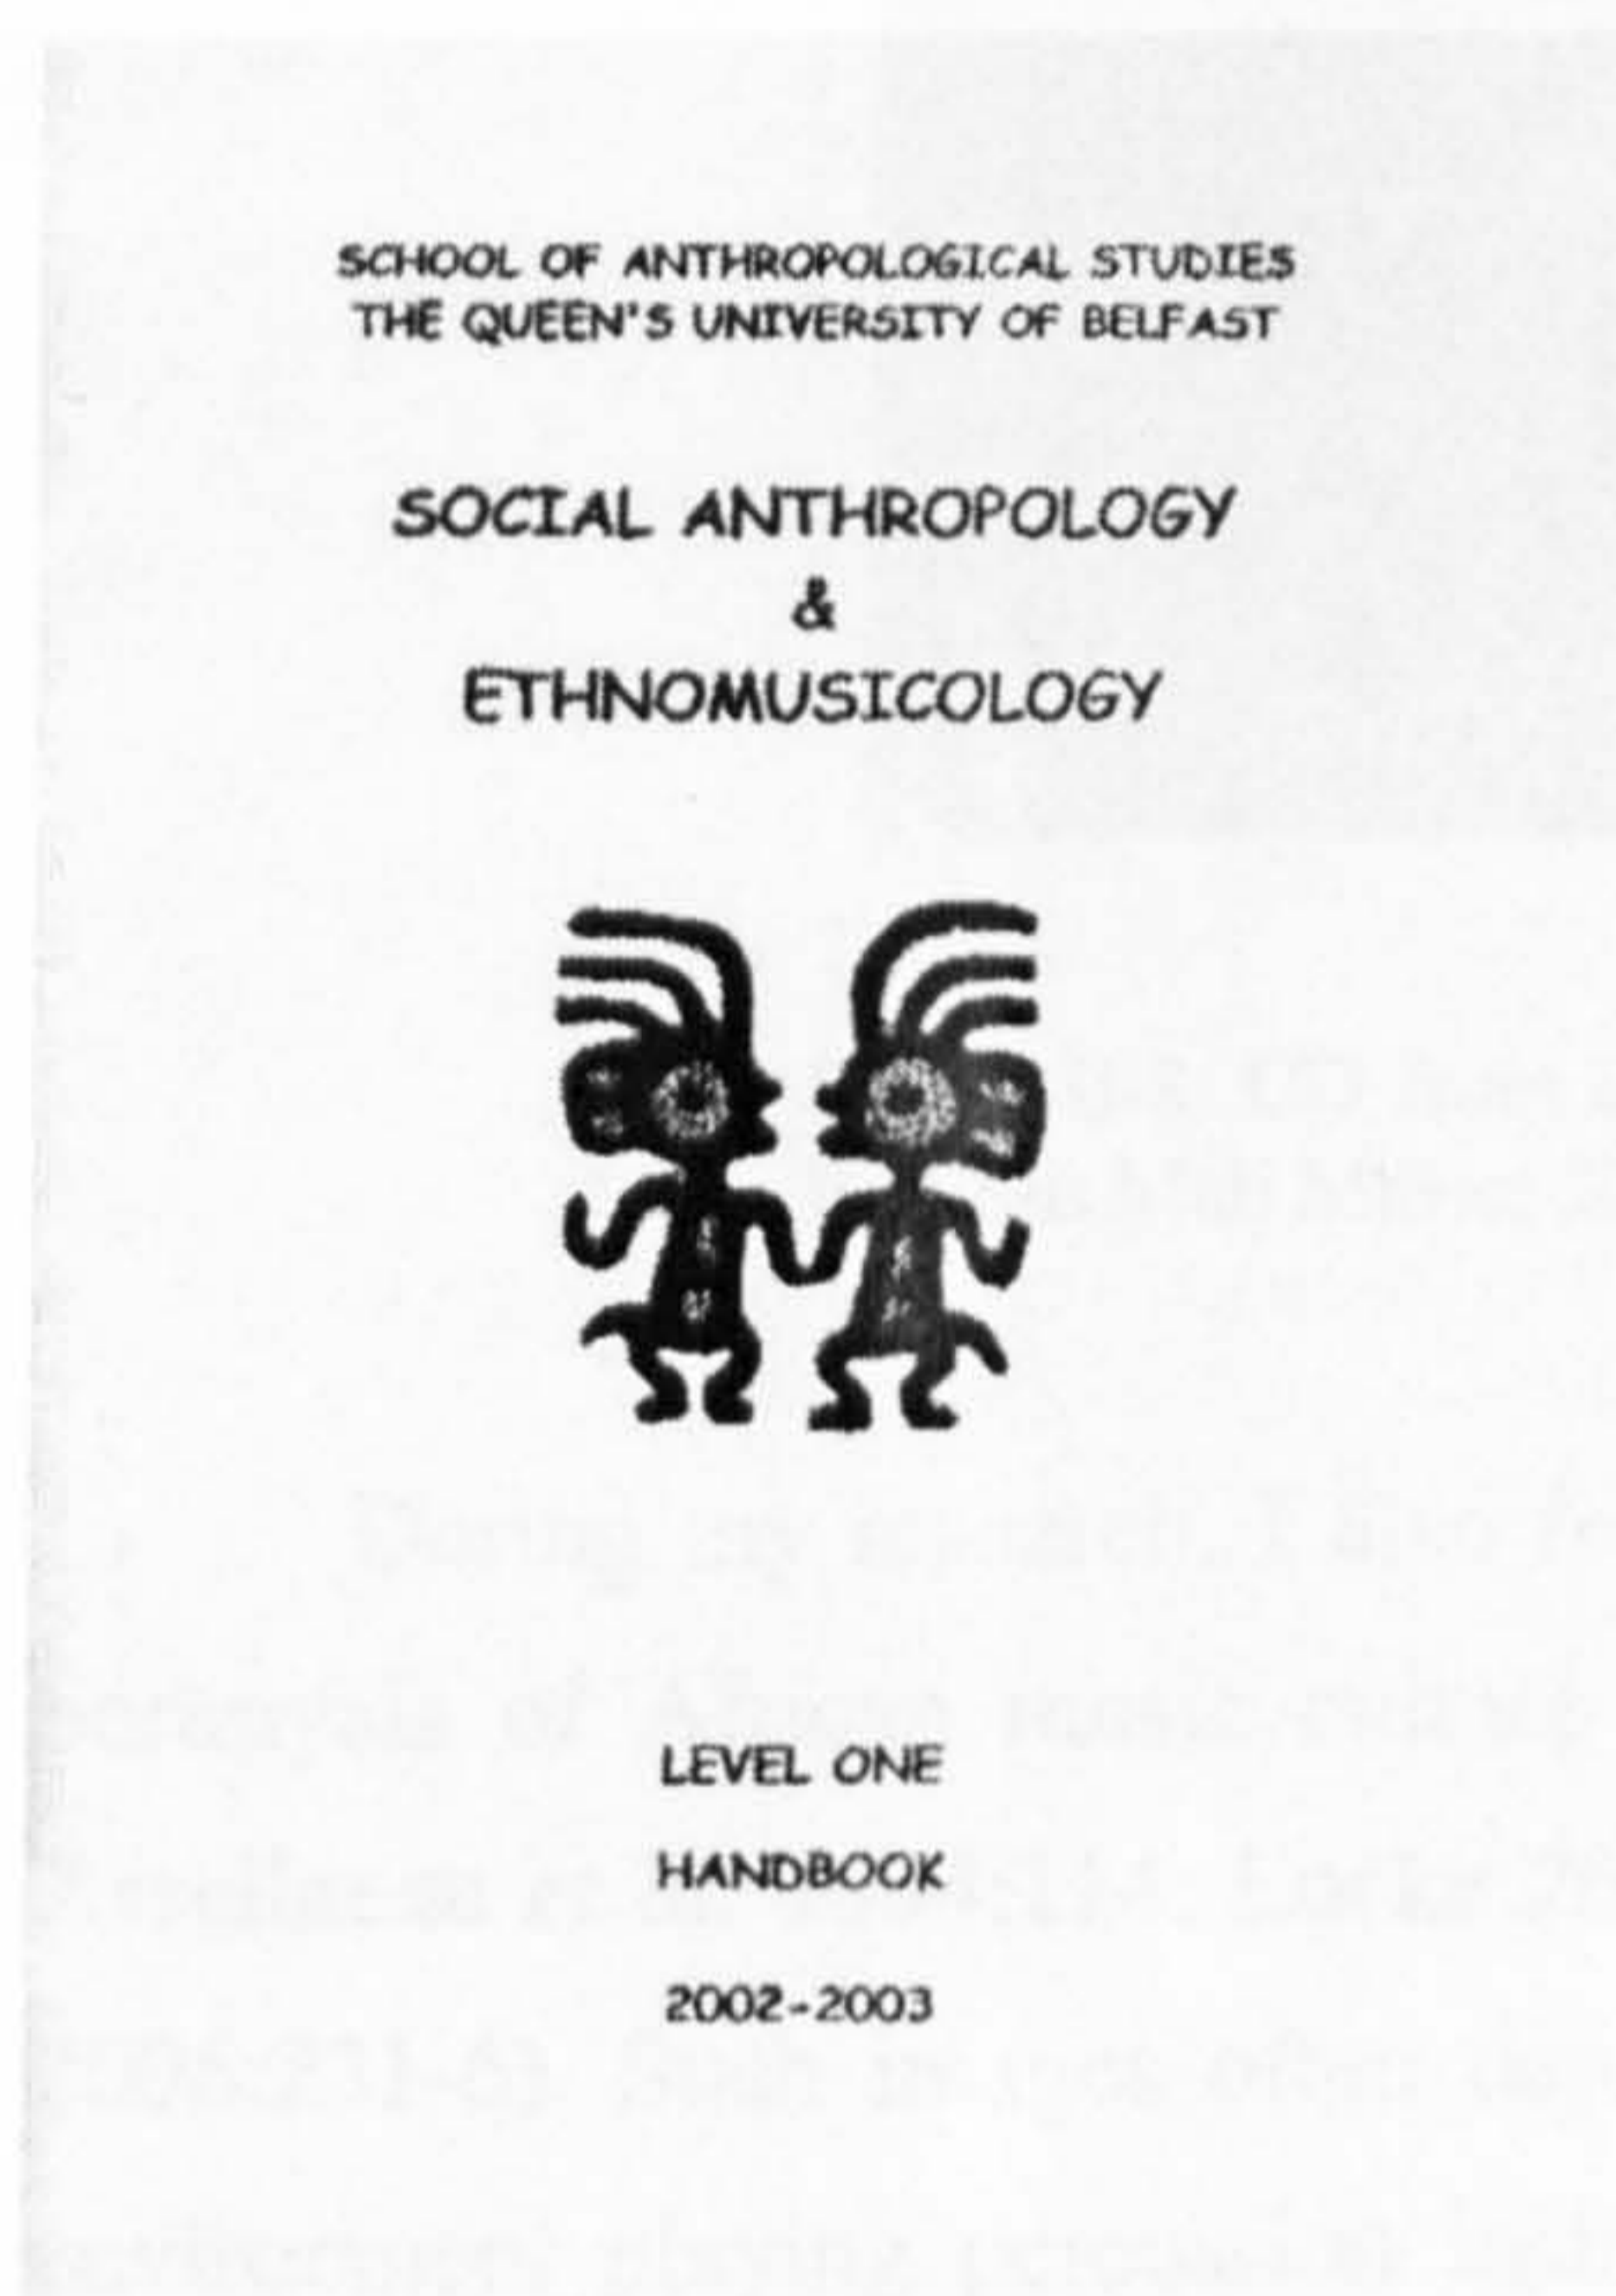 SCHOOL OF ANTHROPOLOGICAL STUDIES
THE QUEEN'S UNIVERSITY OF BELFAST
SOCIAL ANTHROPOLOGY
&
ETHNOMUSICOLOGY
LEVEL ONE
HANDBOOK
2002-2003